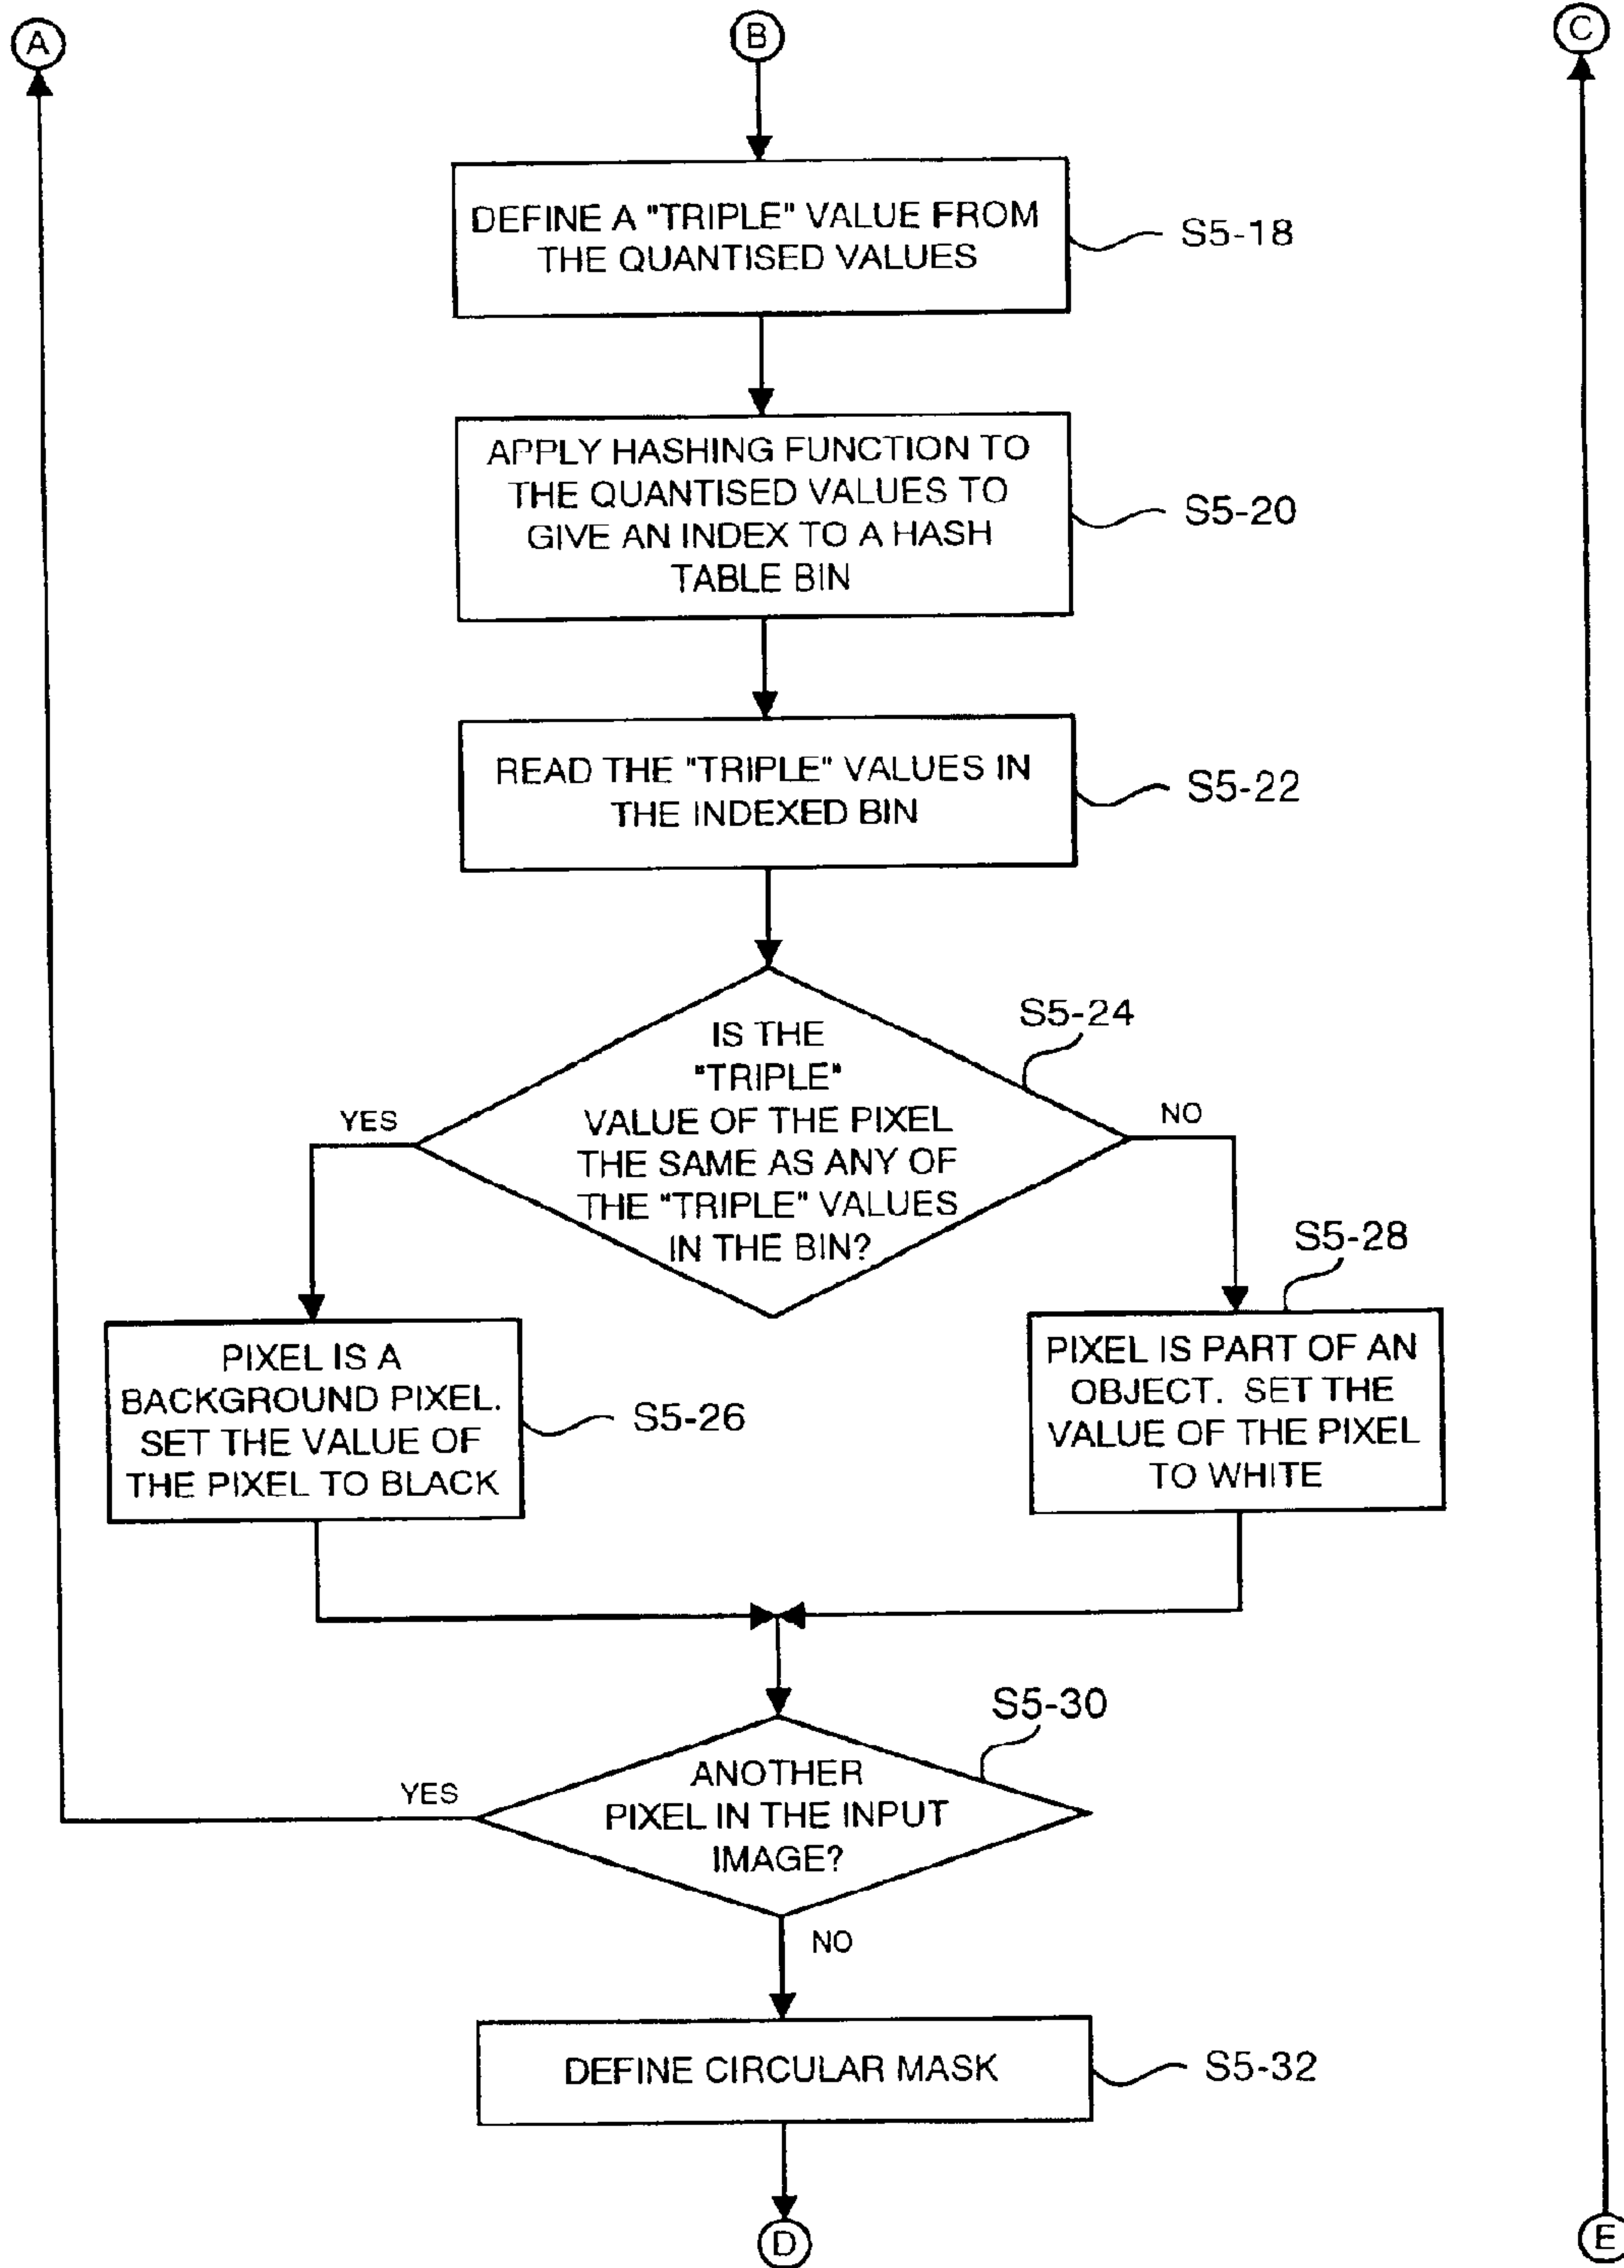 A
B
C
DEFINE A "TRIPLE" VALUE FROM
THE QUANTISED VALUES
S5-18
APPLY HASHING FUNCTION TO
THE QUANTISED VALUES TO
GIVE AN INDEX TO A HASH
TABLE BIN
S5-20
READ THE "TRIPLE" VALUES IN
THE INDEXED BIN
S5-22
IS THE
"TRIPLE"
VALUE OF THE PIXEL
THE SAME AS ANY OF
THE "TRIPLE" VALUES
IN THE BIN?
S5-24
YES
NO
PIXEL IS A
BACKGROUND PIXEL.
SET THE VALUE OF
THE PIXEL TO BLACK
S5-26
S5-28
PIXEL IS PART OF AN
OBJECT. SET THE
VALUE OF THE PIXEL
TO WHITE
S5-30
ANOTHER
PIXEL IN THE INPUT
IMAGE?
YES
NO
DEFINE CIRCULAR MASK
S5-32
D
E